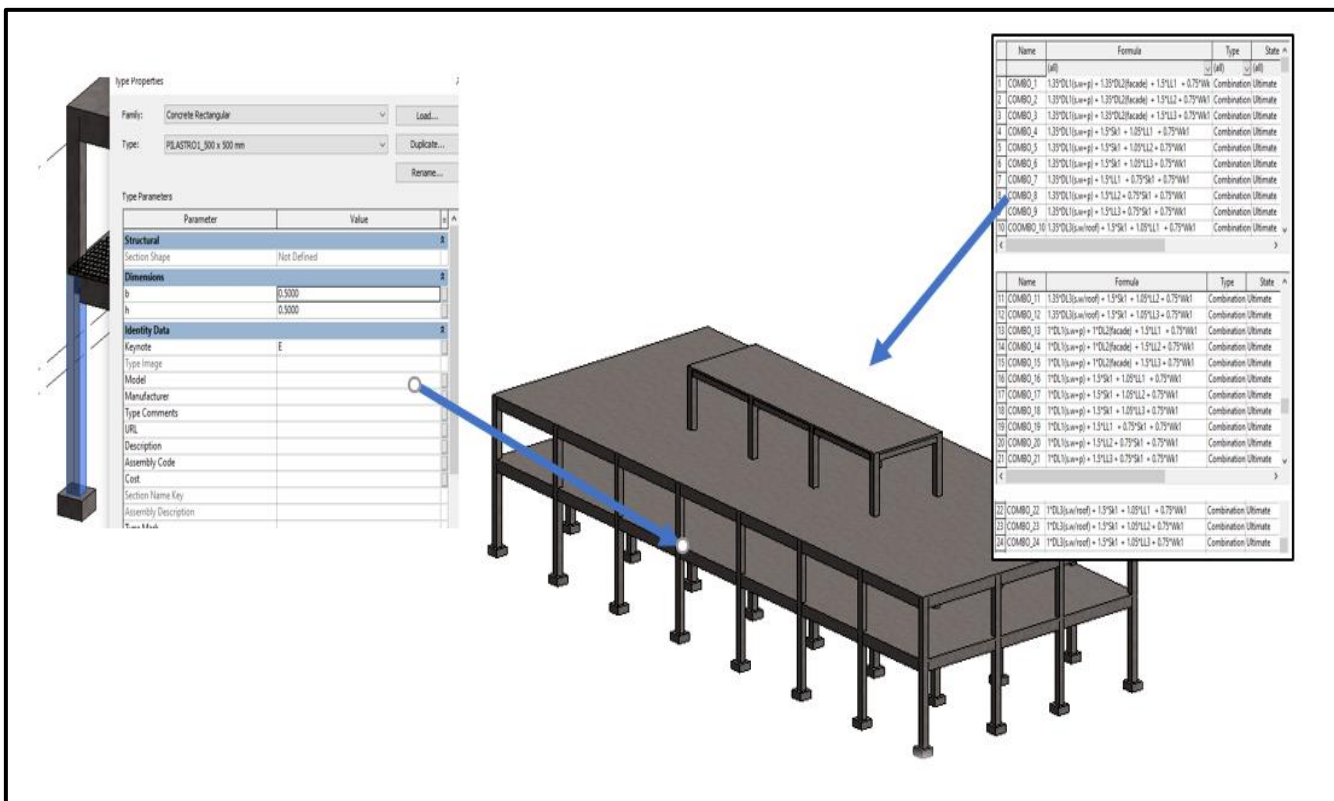 Type Properties
Family: Concrete Rectangular Load...
Type: PILASTRO1_500 x 500 mm Duplicate...
Rename...
Type Parameters
Parameter Value
Structural
Section Shape Not Defined
Dimensions
b 0.5000
h 0.5000
Identity Data
Keynote E
Type Image
Model
Manufacturer
Type Comments
URL
Description
Assembly Code
Cost
Section Name Key
Assembly Description
Type Mark
Name Formula Type State
(all) (all) (all)
1 COMBO_1 1.35*DL1(s.w+p) + 1.35*DL2(facade) + 1.5*LL1 + 0.75*Wk Combination Ultimate
2 COMBO_2 1.35*DL1(s.w+p) + 1.35*DL2(facade) + 1.5*LL2 + 0.75*Wk1 Combination Ultimate
3 COMBO_3 1.35*DL1(s.w+p) + 1.35*DL2(facade) + 1.5*LL3 + 0.75*Wk1 Combination Ultimate
4 COMBO_4 1.35*DL1(s.w+p) + 1.5*Sk1 + 1.05*LL1 + 0.75*Wk1 Combination Ultimate
5 COMBO_5 1.35*DL1(s.w+p) + 1.5*Sk1 + 1.05*LL2 + 0.75*Wk1 Combination Ultimate
6 COMBO_6 1.35*DL1(s.w+p) + 1.5*Sk1 + 1.05*LL3 + 0.75*Wk1 Combination Ultimate
7 COMBO_7 1.35*DL1(s.w+p) + 1.5*LL1 + 0.75*Sk1 + 0.75*Wk1 Combination Ultimate
8 COMBO_8 1.35*DL1(s.w+p) + 1.5*LL2 + 0.75*Sk1 + 0.75*Wk1 Combination Ultimate
COMBO_9 1.35*DL1(s.w+p) + 1.5*LL3 + 0.75*Sk1 + 0.75*Wk1 Combination Ultimate
10 COOMBO_10 1.35*DL3(s.w/roof) + 1.5*Sk1 + 1.05*LL1 + 0.75*Wk1 Combination Ultimate
Name Formula Type State
11 COMBO_11 1.35*DL3(s.w/roof) + 1.5*Sk1 + 1.05*LL2 + 0.75*Wk1 Combination Ultimate
12 COMBO_12 1.35*DL3(s.w/roof) + 1.5*Sk1 + 1.05*LL3 + 0.75*Wk1 Combination Ultimate
13 COMBO_13 1*DL1(s.w+p) + 1*DL2(facade) + 1.5*LL1 + 0.75*Wk1 Combination Ultimate
14 COMBO_14 1*DL1(s.w+p) + 1*DL2(facade) + 1.5*LL2 + 0.75*Wk1 Combination Ultimate
15 COMBO_15 1*DL1(s.w+p) + 1*DL2(facade) + 1.5*LL3 + 0.75*Wk1 Combination Ultimate
16 COMBO_16 1*DL1(s.w+p) + 1.5*Sk1 + 1.05*LL1 + 0.75*Wk1 Combination Ultimate
17 COMBO_17 1*DL1(s.w+p) + 1.5*Sk1 + 1.05*LL2 + 0.75*Wk1 Combination Ultimate
18 COMBO_18 1*DL1(s.w+p) + 1.5*Sk1 + 1.05*LL3 + 0.75*Wk1 Combination Ultimate
19 COMBO_19 1*DL1(s.w+p) + 1.5*LL1 + 0.75*Sk1 + 0.75*Wk1 Combination Ultimate
20 COMBO_20 1*DL1(s.w+p) + 1.5*LL2 + 0.75*Sk1 + 0.75*Wk1 Combination Ultimate
21 COMBO_21 1*DL1(s.w+p) + 1.5*LL3 + 0.75*Sk1 + 0.75*Wk1 Combination Ultimate
22 COMBO_22 1*DL3(s.w/roof) + 1.5*Sk1 + 1.05*LL1 + 0.75*Wk1 Combination Ultimate
23 COMBO_23 1*DL3(s.w/roof) + 1.5*Sk1 + 1.05*LL2 + 0.75*Wk1 Combination Ultimate
24 COMBO_24 1*DL3(s.w/roof) + 1.5*Sk1 + 1.05*LL3 + 0.75*Wk1 Combination Ultimate